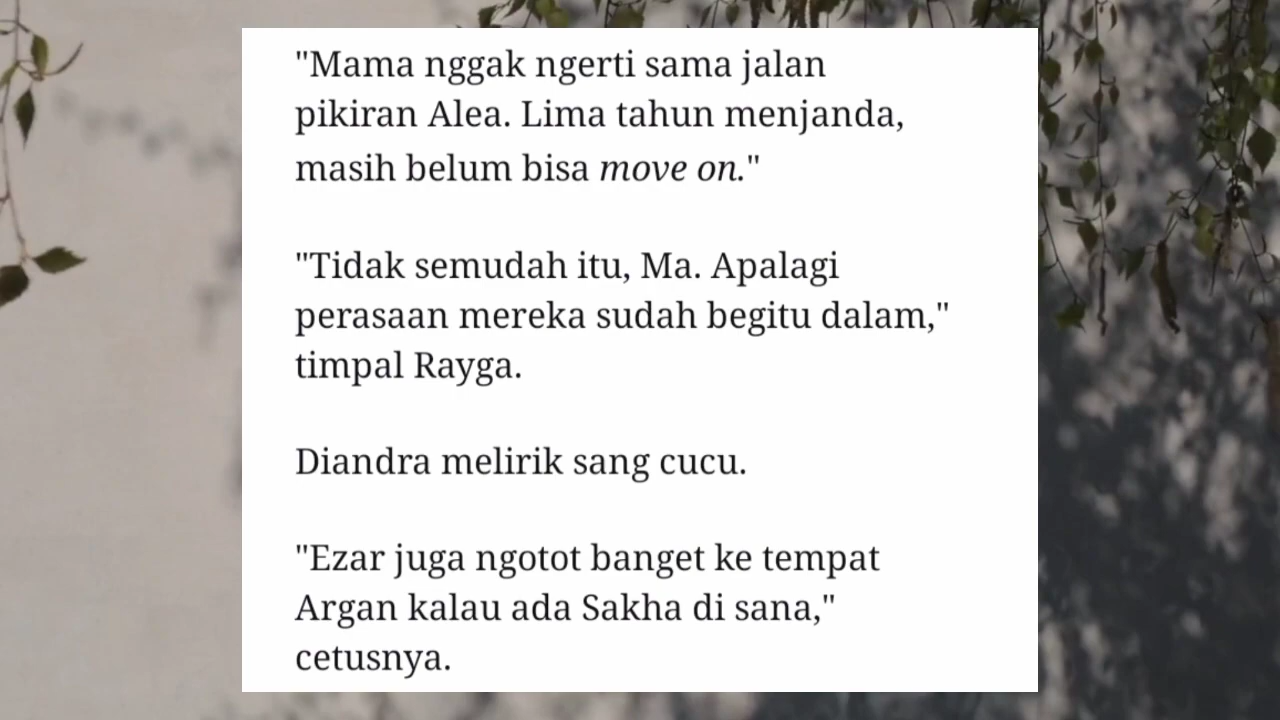 "Mama nggak ngerti sama jalan
pikiran Alea. Lima tahun menjanda,
masih belum bisa move on."
"Tidak semudah itu, Ma. Apalagi
perasaan mereka sudah begitu dalam,"
timpal Rayga.
Diandra melirik sang cucu.
"Ezar juga ngotot banget ke tempat
Argan kalau ada Sakha di sana,"
cetusnya.